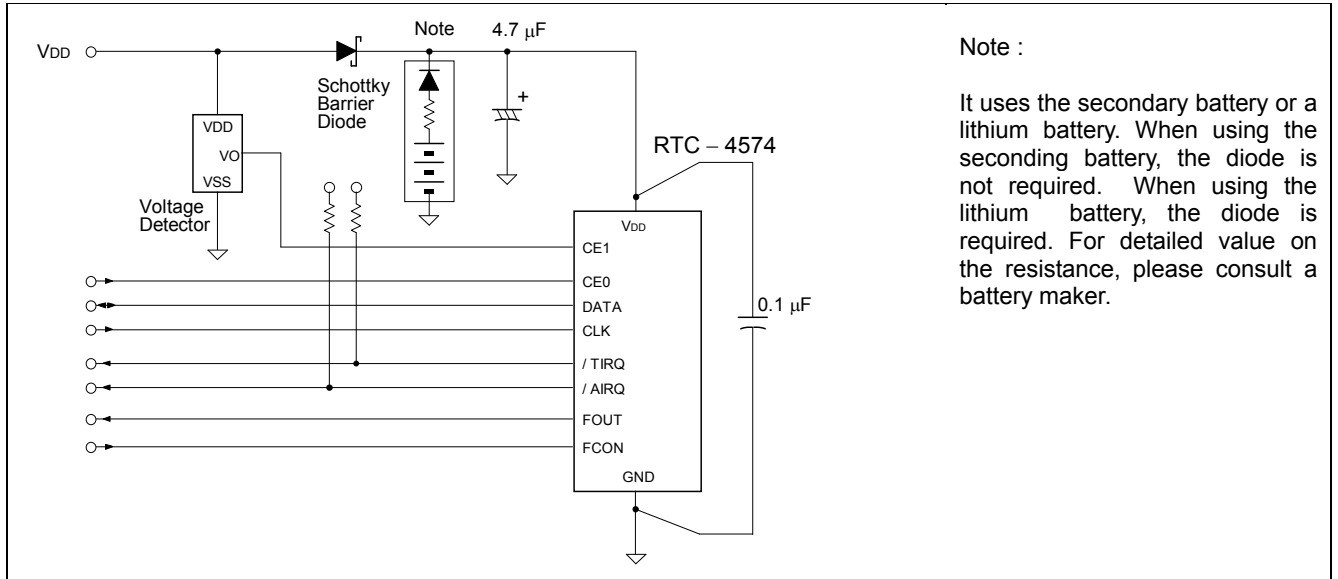 Note
4.7 μF
VDD
Schottky
Barrier
Diode
+
VDD
VO
VSS
Voltage
Detector
RTC – 4574
VDD
CE1
CE0
DATA
CLK
/ TIRQ
/ AIRQ
FOUT
FCON
GND
0.1 μF
Note :
It uses the secondary battery or a
lithium battery. When using the
seconding battery, the diode is
not required. When using the
lithium battery, the diode is
required. For detailed value on
the resistance, please consult a
battery maker.